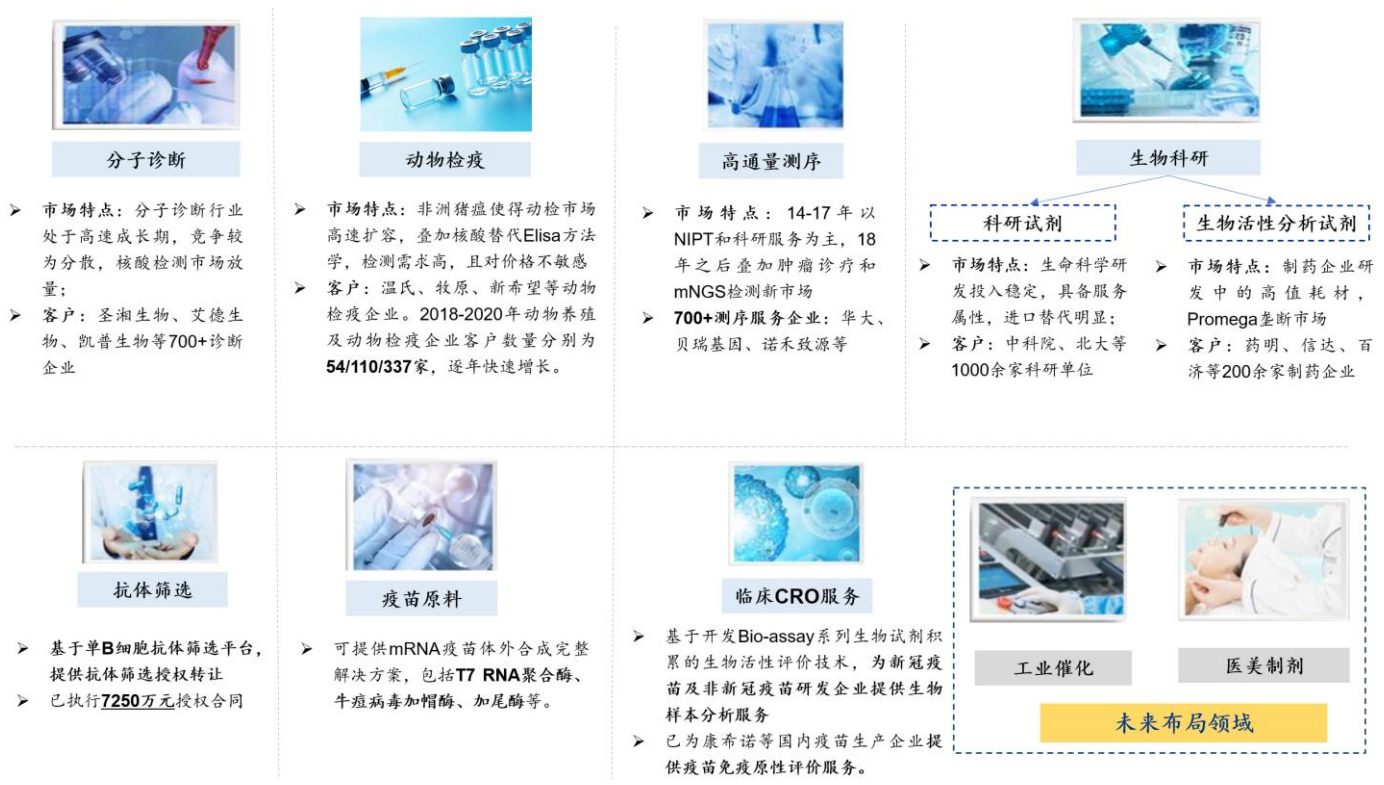 分子诊断
➢ 市场特点：分子诊断行业
处于高速成长期，竞争较
为分散，核酸检测市场放
量；
➢ 客户：圣湘生物、艾德生
物、凯普生物等700+诊断
企业
动物检疫
➢ 市场特点：非洲猪瘟使得动检市场
高速扩容，叠加核酸替代Elisa方法
学，检测需求高，且对价格不敏感
➢ 客户：温氏、牧原、新希望等动物
检疫企业。2018-2020年动物养殖
及动物检疫企业客户数量分别为
54/110/337家，逐年快速增长。
高通量测序
➢ 市场特点：14-17年以
NIPT和科研服务为主，18
年之后叠加肿瘤诊疗和
mNGS检测新市场
➢ 700+测序服务企业：华大、
贝瑞基因、诺禾致源等
生物科研
科研试剂
➢ 市场特点：生命科学研
发投入稳定，具备服务
属性，进口替代明显；
➢ 客户：中科院、北大等
1000余家科研单位
生物活性分析试剂
➢ 市场特点：制药企业研
发中的高值耗材，
Promega垄断市场
➢ 客户：药明、信达、百
济等200余家制药企业
抗体筛选
➢ 基于单B细胞抗体筛选平台，
提供抗体筛选授权转让
➢ 已执行7250万元授权合同
疫苗原料
➢ 可提供mRNA疫苗体外合成完整
解决方案，包括T7 RNA聚合酶、
牛痘病毒加帽酶、加尾酶等。
临床CRO服务
➢ 基于开发Bio-assay系列生物试剂积
累的生物活性评价技术，为新冠疫
苗及非新冠疫苗研发企业提供生物
样本分析服务
➢ 已为康希诺等国内疫苗生产企业提
供疫苗免疫原性评价服务。
工业催化
医美制剂
未来布局领域